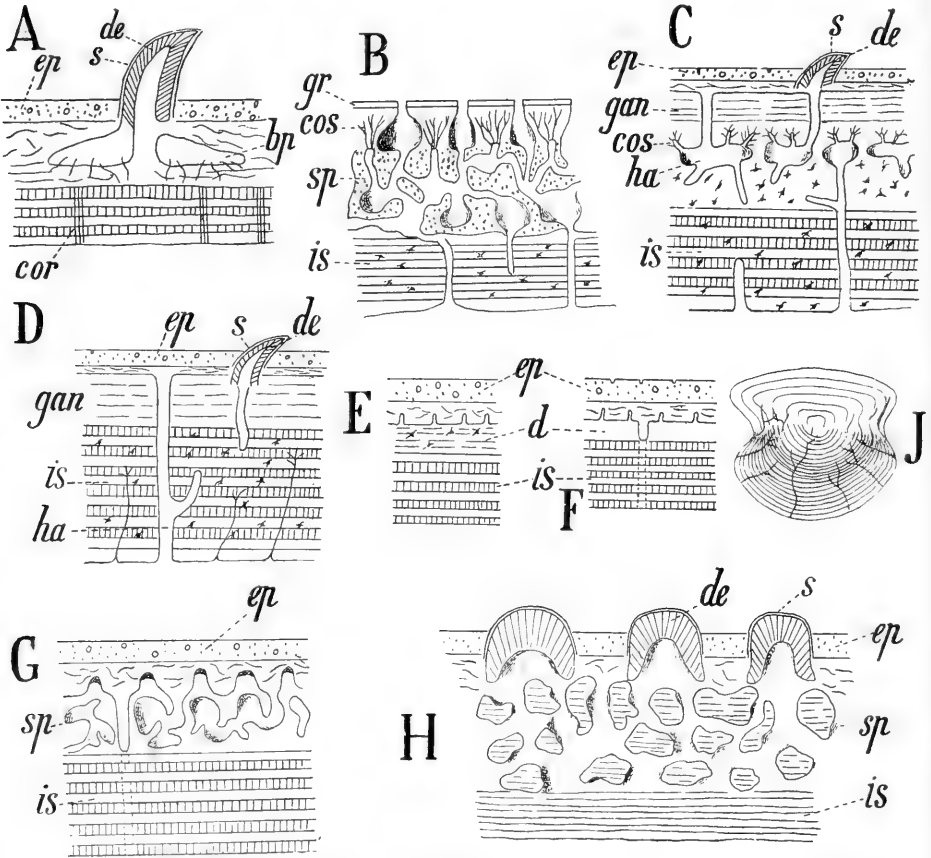 A
de
s
ep
bp
cor
B
gr
cos
sp
is
C
s
de
ep
gan
cos
ha
is
D
ep
s
de
gan
is
ha
E
ep
d
is
F
J
G
ep
sp
is
H
de
s
ep
sp
is